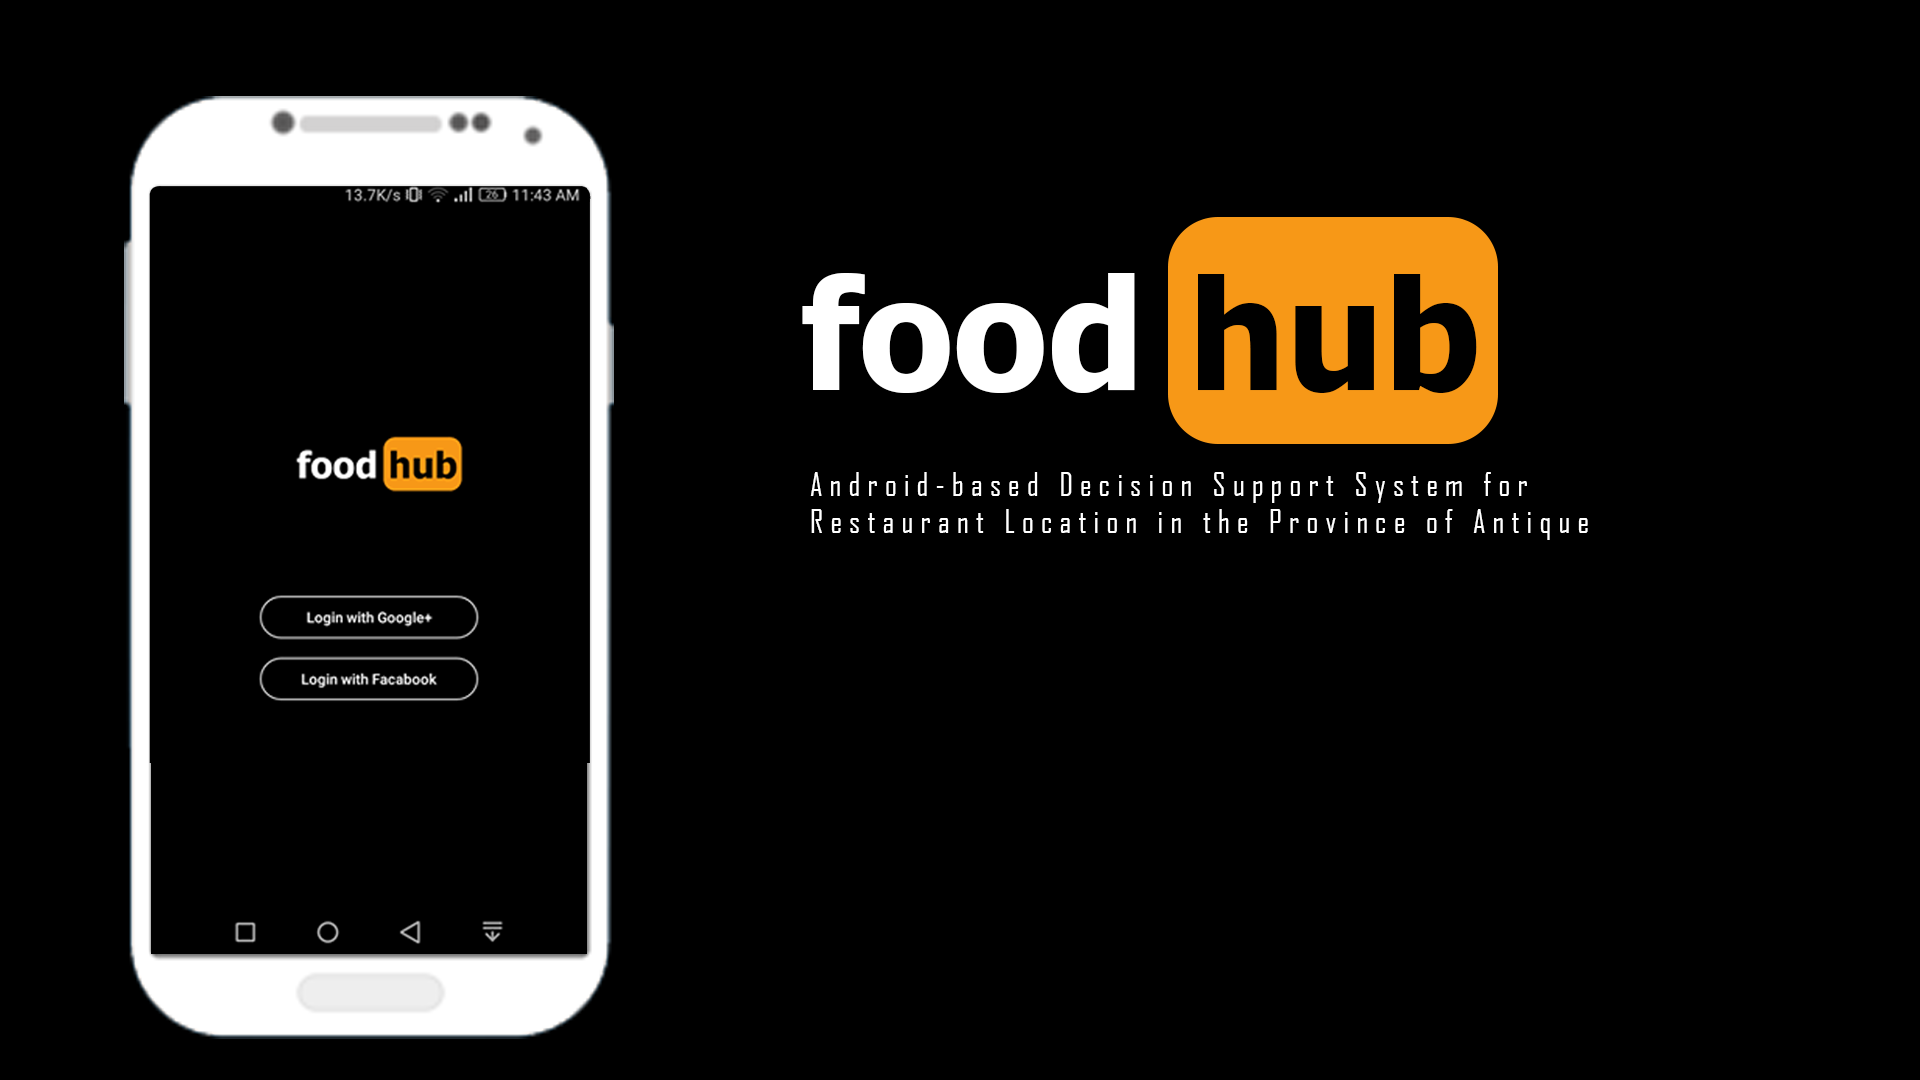 13.7K/s 26 11:43 AM
food hub
Login with Google+
Login with Facabook
food hub
Android-based Decision Support System for
Restaurant Location in the Province of Antique